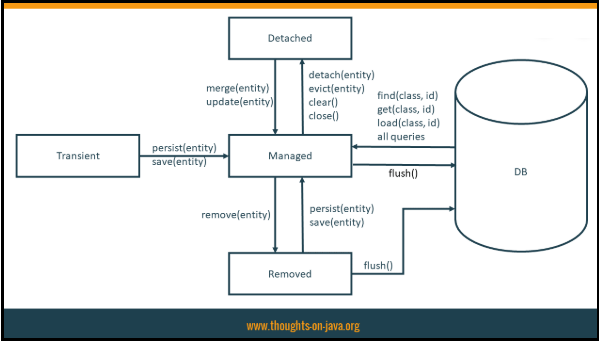 Detached
merge(entity)
update(entity)
detach(entity)
evict(entity)
clear()
close()
find(class, id)
get(class, id)
load(class, id)
all queries
Transient
persist(entity)
save(entity)
Managed
flush()
DB
remove(entity)
persist(entity)
save(entity)
Removed
flush()
www.thoughts-on-java.org